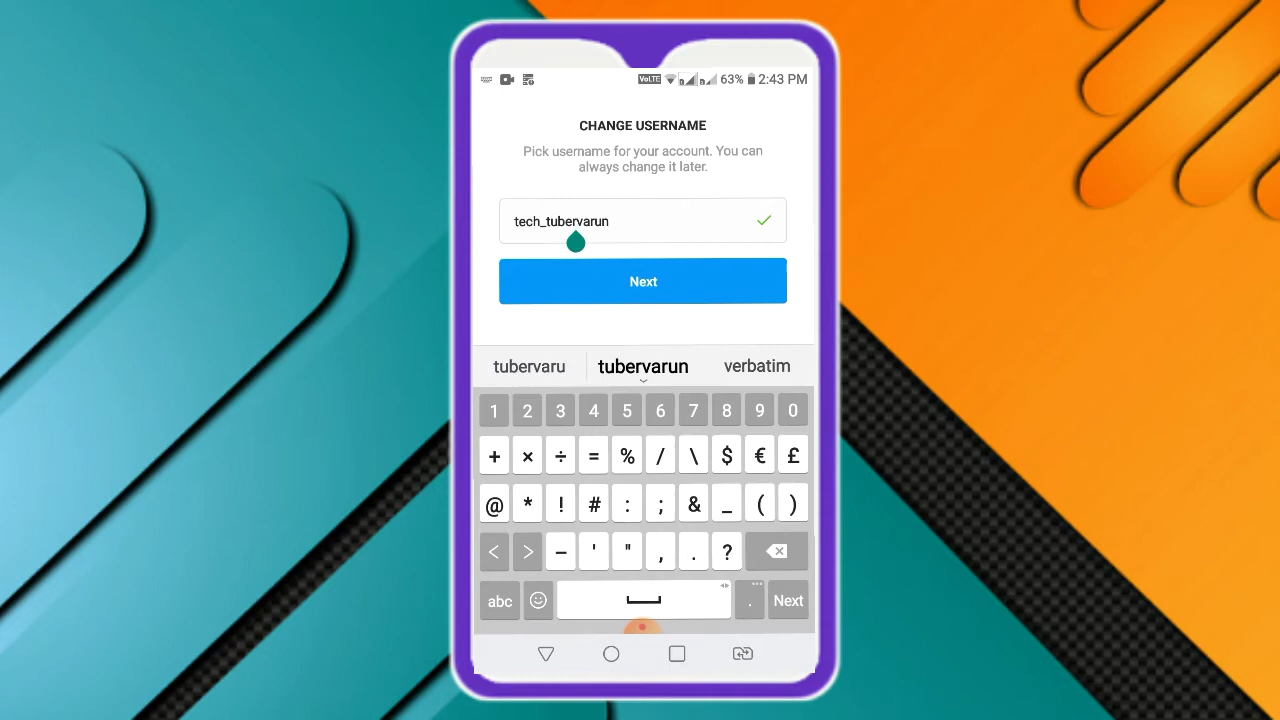 VoLTE 63% 2:43 PM
CHANGE USERNAME
Pick username for your account. You can
always change it later.
tech_tubervarun
Next
tubervaru tubervarun verbatim
1 2 3 4 5 6 7 8 9 0
+ × ÷ = % / \ $ € £
@ * ! # : ; & _ ( )
< > – ' " , . ?
abc . Next